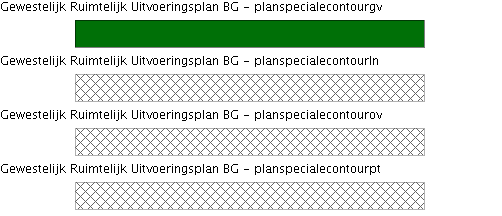 Gewestelijk Ruimtelijk Uitvoeringsplan BG - planspecialecontourgv
Gewestelijk Ruimtelijk Uitvoeringsplan BG - planspecialecontourln
Gewestelijk Ruimtelijk Uitvoeringsplan BG - planspecialecontourov
Gewestelijk Ruimtelijk Uitvoeringsplan BG - planspecialecontourpt